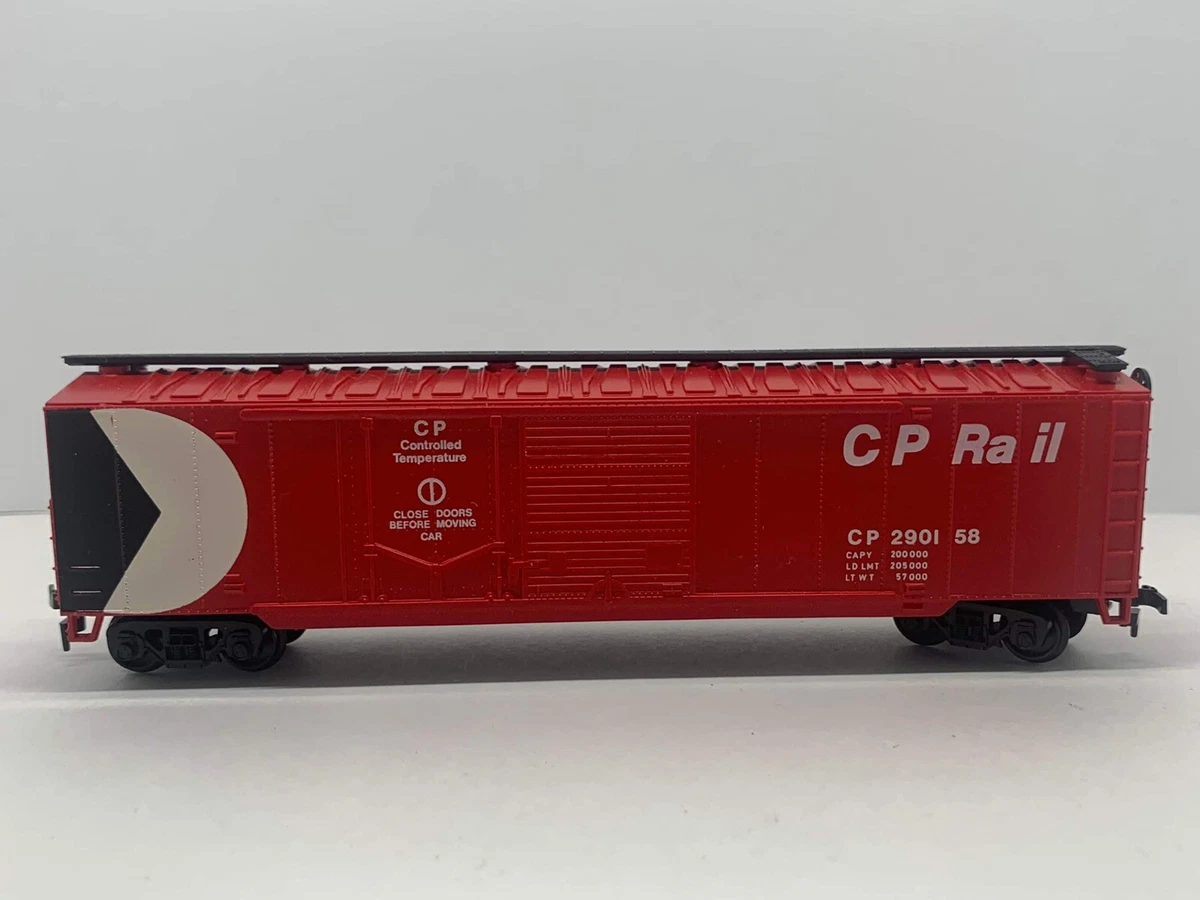 CP
Controlled
Temperature
CLOSE DOORS
BEFORE MOVING
CAR
CP Rail
CP 290158
CAPY 200000
LD LMT 205000
LT WT 57000